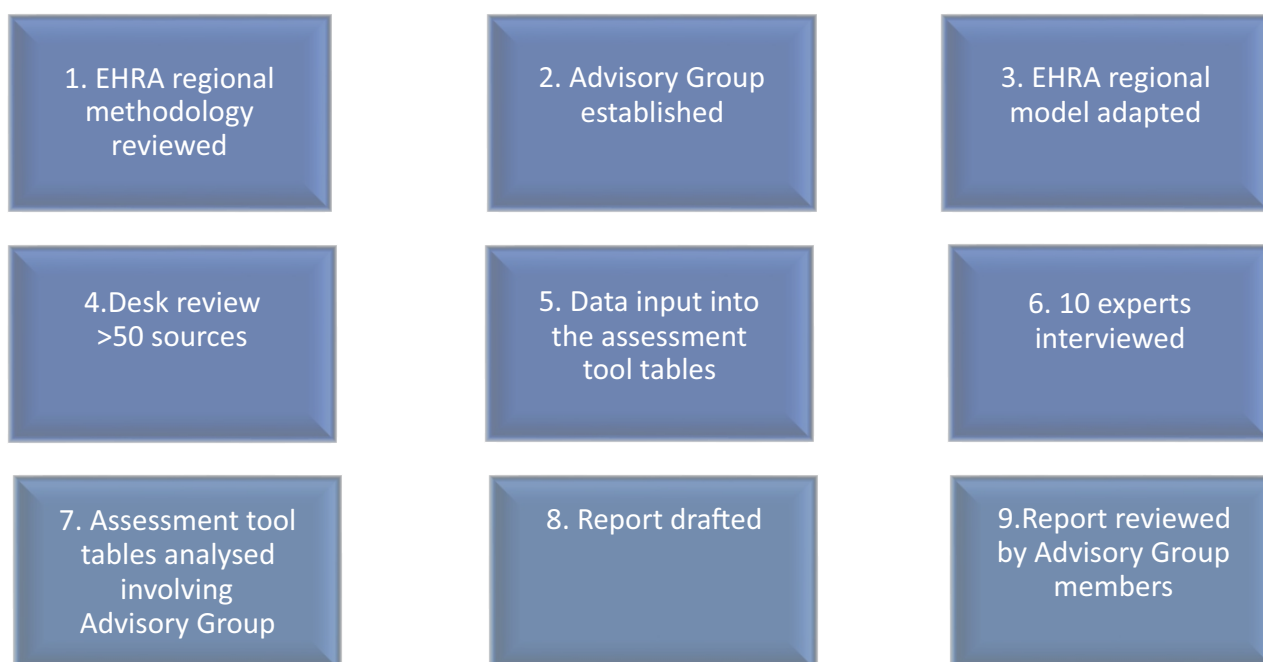 1. EHRA regional
methodology
reviewed
2. Advisory Group
established
3. EHRA regional
model adapted
4.Desk review
>50 sources
5. Data input into
the assessment
tool tables
6. 10 experts
interviewed
7. Assessment tool
tables analysed
involving
Advisory Group
8. Report drafted
9.Report reviewed
by Advisory Group
members